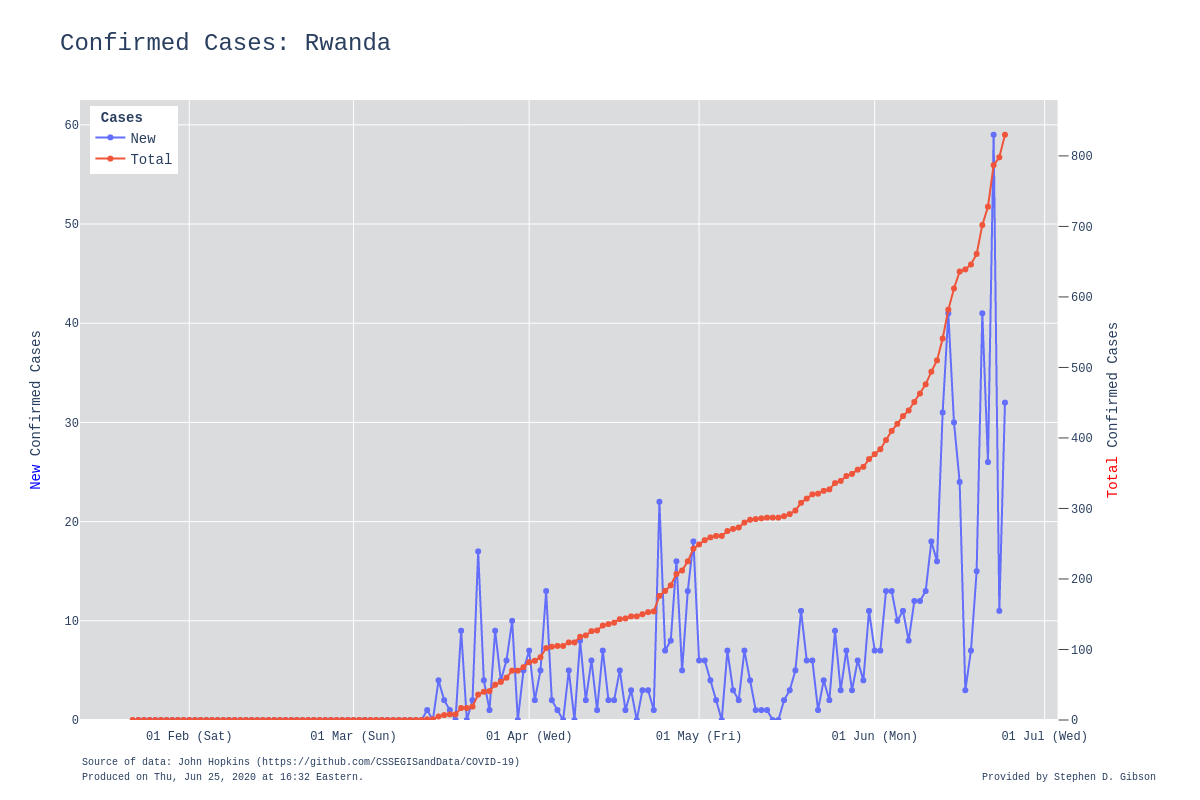 Confirmed Cases: Rwanda
Cases
New
Total
60
50
40
30
20
10
0
800
700
600
500
400
300
200
100
0
New Confirmed Cases
Total Confirmed Cases
01 Feb (Sat)
01 Mar (Sun)
01 Apr (Wed)
01 May (Fri)
01 Jun (Mon)
01 Jul (Wed)
Source of data: John Hopkins (https://github.com/CSSEGISandData/COVID-19)
Produced on Thu, Jun 25, 2020 at 16:32 Eastern.
Provided by Stephen D. Gibson